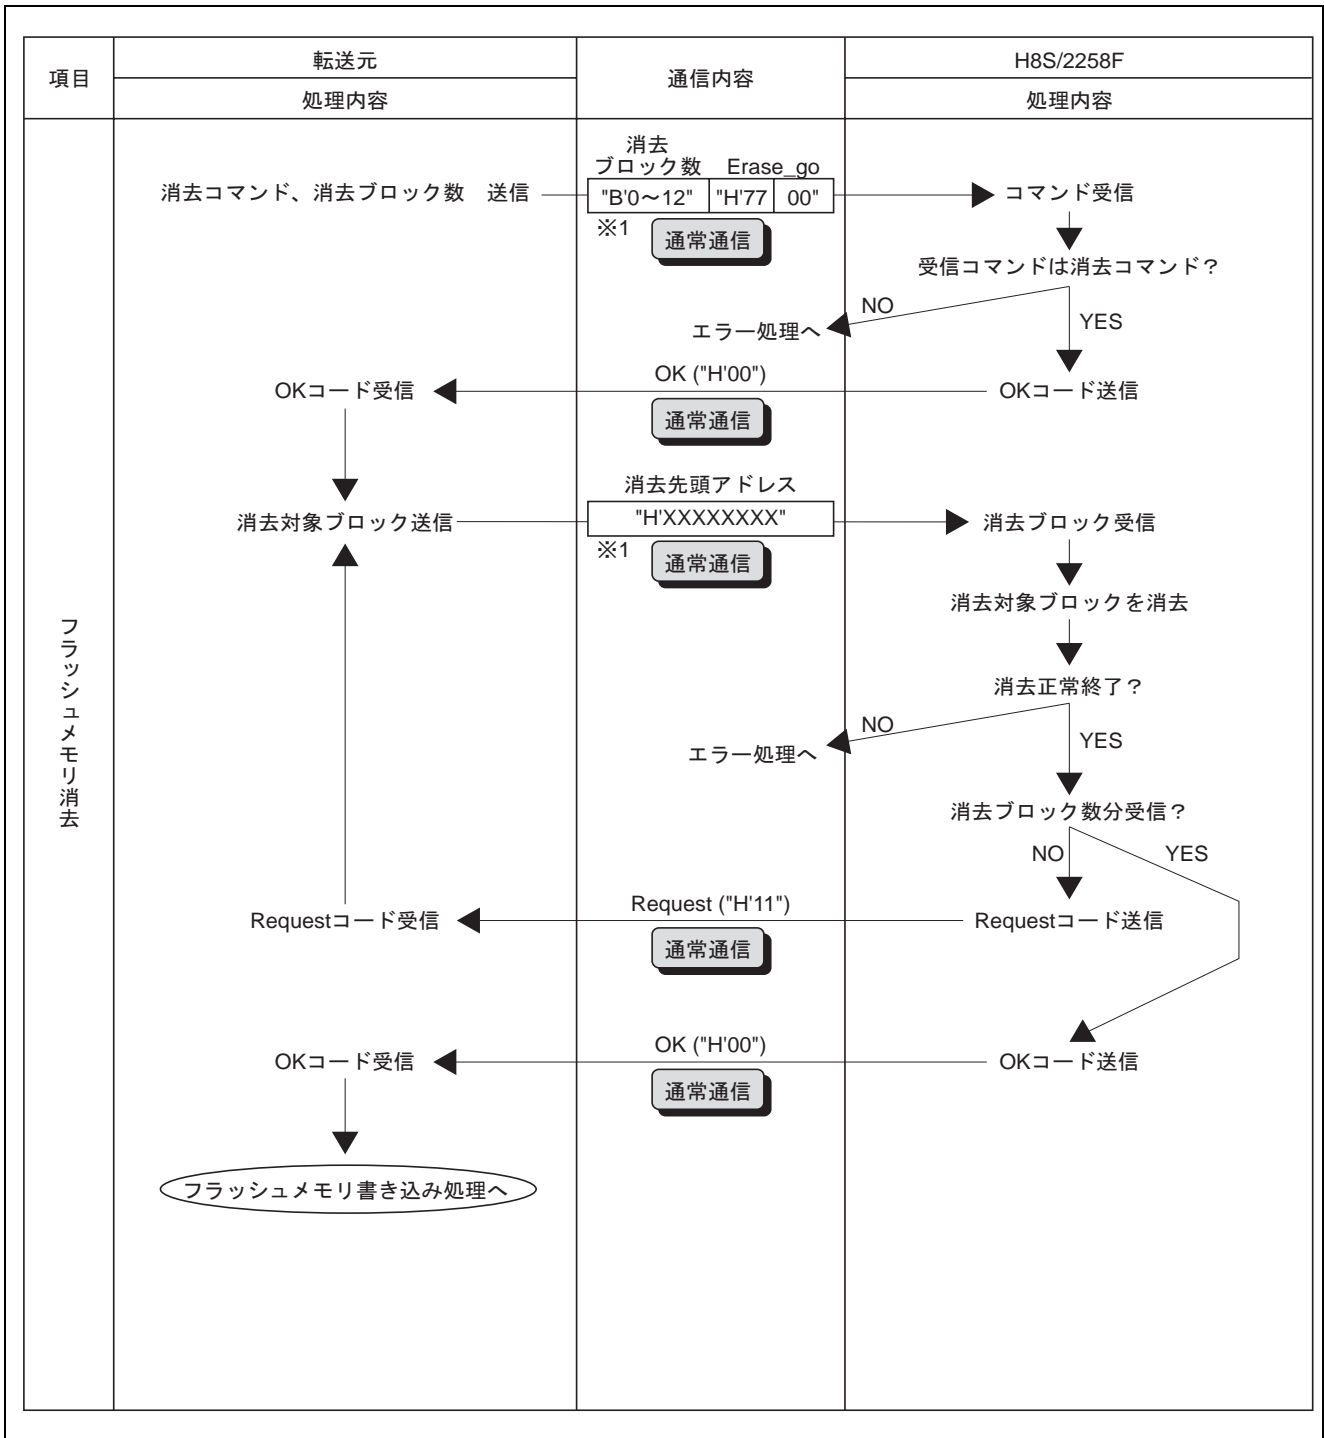 項目
転送元
通信内容
H8S/2258F
処理内容
処理内容
フラッシュメモリ消去
消去
ブロック数 Erase_go
消去コマンド、消去ブロック数　送信
"B'0～12" "H'77 00"
コマンド受信
※1
通常通信
受信コマンドは消去コマンド？
NO
YES
エラー処理へ
OK ("H'00")
OKコード受信
OKコード送信
通常通信
消去先頭アドレス
消去対象ブロック送信
"H'XXXXXXXX"
消去ブロック受信
※1
通常通信
消去対象ブロックを消去
消去正常終了？
NO
YES
エラー処理へ
消去ブロック数分受信？
NO
YES
Request ("H'11")
Requestコード受信
Requestコード送信
通常通信
OK ("H'00")
OKコード受信
OKコード送信
通常通信
フラッシュメモリ書き込み処理へ